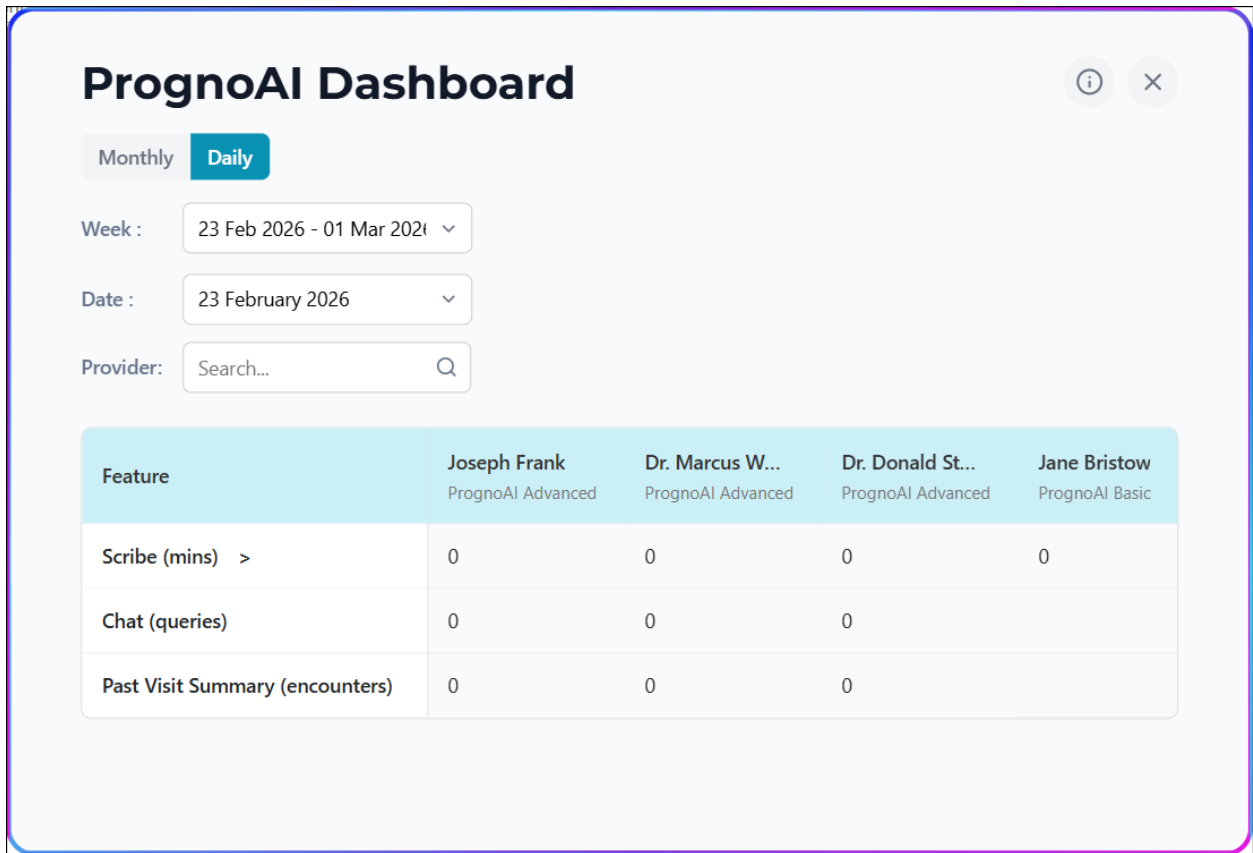 PrognoAI Dashboard
Monthly Daily
Week : 23 Feb 2026 - 01 Mar 2026
Date : 23 February 2026
Provider: Search...
Feature Joseph Frank Dr. Marcus W... Dr. Donald St... Jane Bristow
PrognoAI Advanced PrognoAI Advanced PrognoAI Advanced PrognoAI Basic
Scribe (mins) > 0 0 0 0
Chat (queries) 0 0 0
Past Visit Summary (encounters) 0 0 0